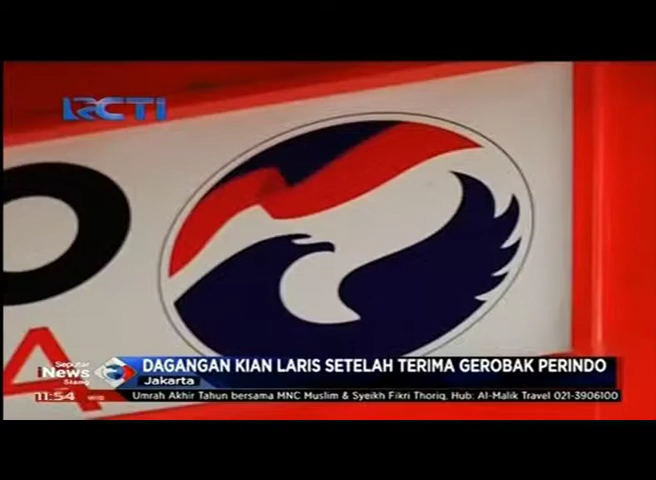 RCTI
O
A
Seputar
iNews
Siang
11:54
DAGANGAN KIAN LARIS SETELAH TERIMA GEROBAK PERINDO
Jakarta
Umrah Akhir Tahun bersama MNC Muslim & Syeikh Fikri Thoriq, Hub: Al-Malik Travel 021-3906100